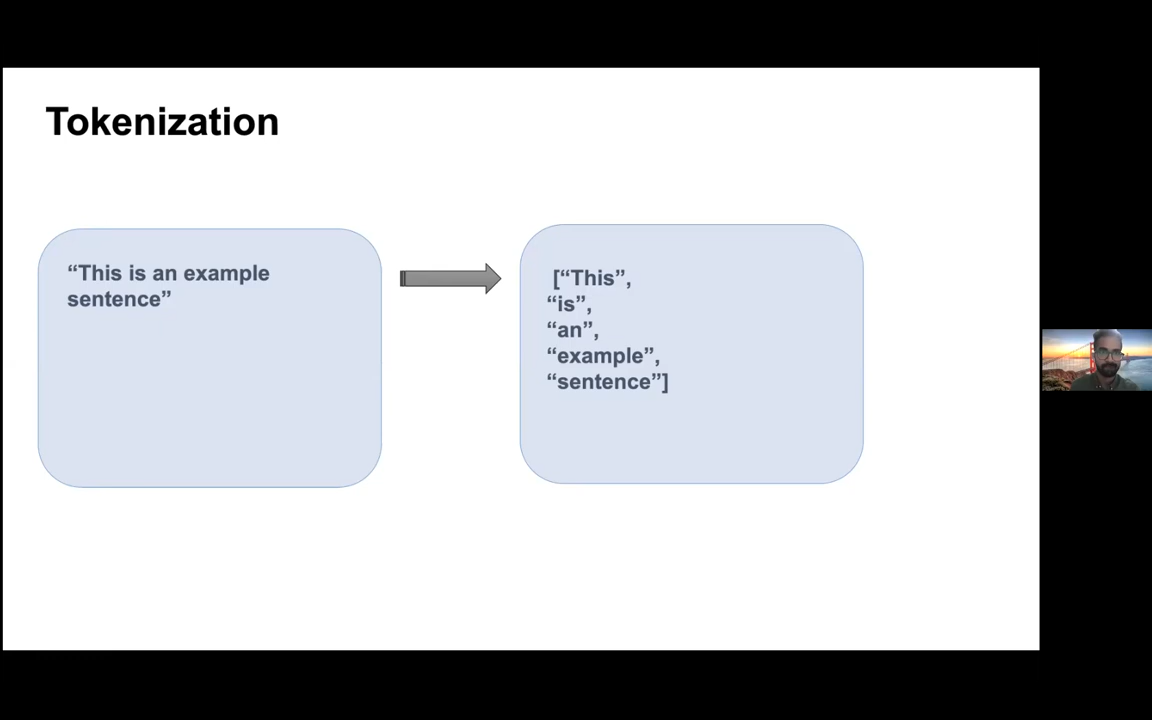 Tokenization
“This is an example
sentence”
[“This”,
“is”,
“an”,
“example”,
“sentence”]